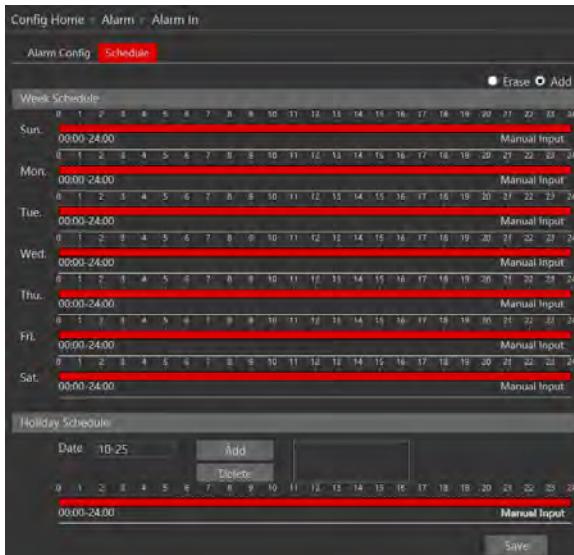 Config Home › Alarm › Alarm In
Alarm Config Schedule
Erase Add
Week Schedule
0 1 2 3 4 5 6 7 8 9 10 11 12 13 14 15 16 17 18 19 20 21 22 23 24
Sun.
00:00-24:00 Manual Input
0 1 2 3 4 5 6 7 8 9 10 11 12 13 14 15 16 17 18 19 20 21 22 23 24
Mon.
00:00-24:00 Manual Input
0 1 2 3 4 5 6 7 8 9 10 11 12 13 14 15 16 17 18 19 20 21 22 23 24
Tue.
00:00-24:00 Manual Input
0 1 2 3 4 5 6 7 8 9 10 11 12 13 14 15 16 17 18 19 20 21 22 23 24
Wed.
00:00-24:00 Manual Input
0 1 2 3 4 5 6 7 8 9 10 11 12 13 14 15 16 17 18 19 20 21 22 23 24
Thu.
00:00-24:00 Manual Input
0 1 2 3 4 5 6 7 8 9 10 11 12 13 14 15 16 17 18 19 20 21 22 23 24
Fri.
00:00-24:00 Manual Input
0 1 2 3 4 5 6 7 8 9 10 11 12 13 14 15 16 17 18 19 20 21 22 23 24
Sat.
00:00-24:00 Manual Input
Holiday Schedule
Date 10-25 Add
Delete
0 1 2 3 4 5 6 7 8 9 10 11 12 13 14 15 16 17 18 19 20 21 22 23 24
00:00-24:00 Manual Input
Save